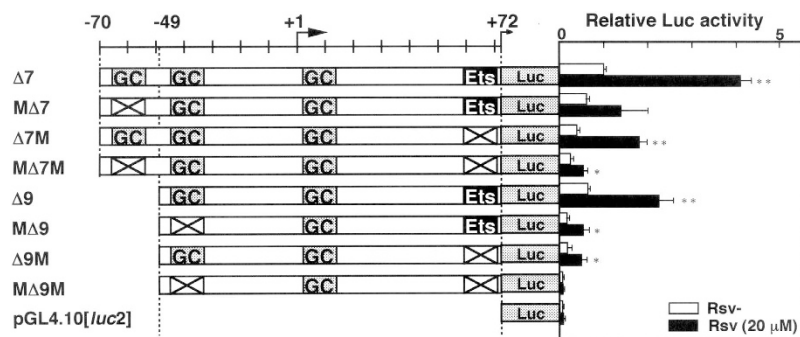 -70 -49 +1 +72 0 Relative Luc activity 5
Δ7 GC GC GC Ets Luc **
MΔ7 GC GC Ets Luc
Δ7M GC GC GC Luc **
MΔ7M GC GC Luc *
Δ9 GC GC Ets Luc **
MΔ9 GC Ets Luc *
Δ9M GC GC Luc *
MΔ9M GC Luc
pGL4.10[luc2] Luc
Rsv-
Rsv (20 μM)